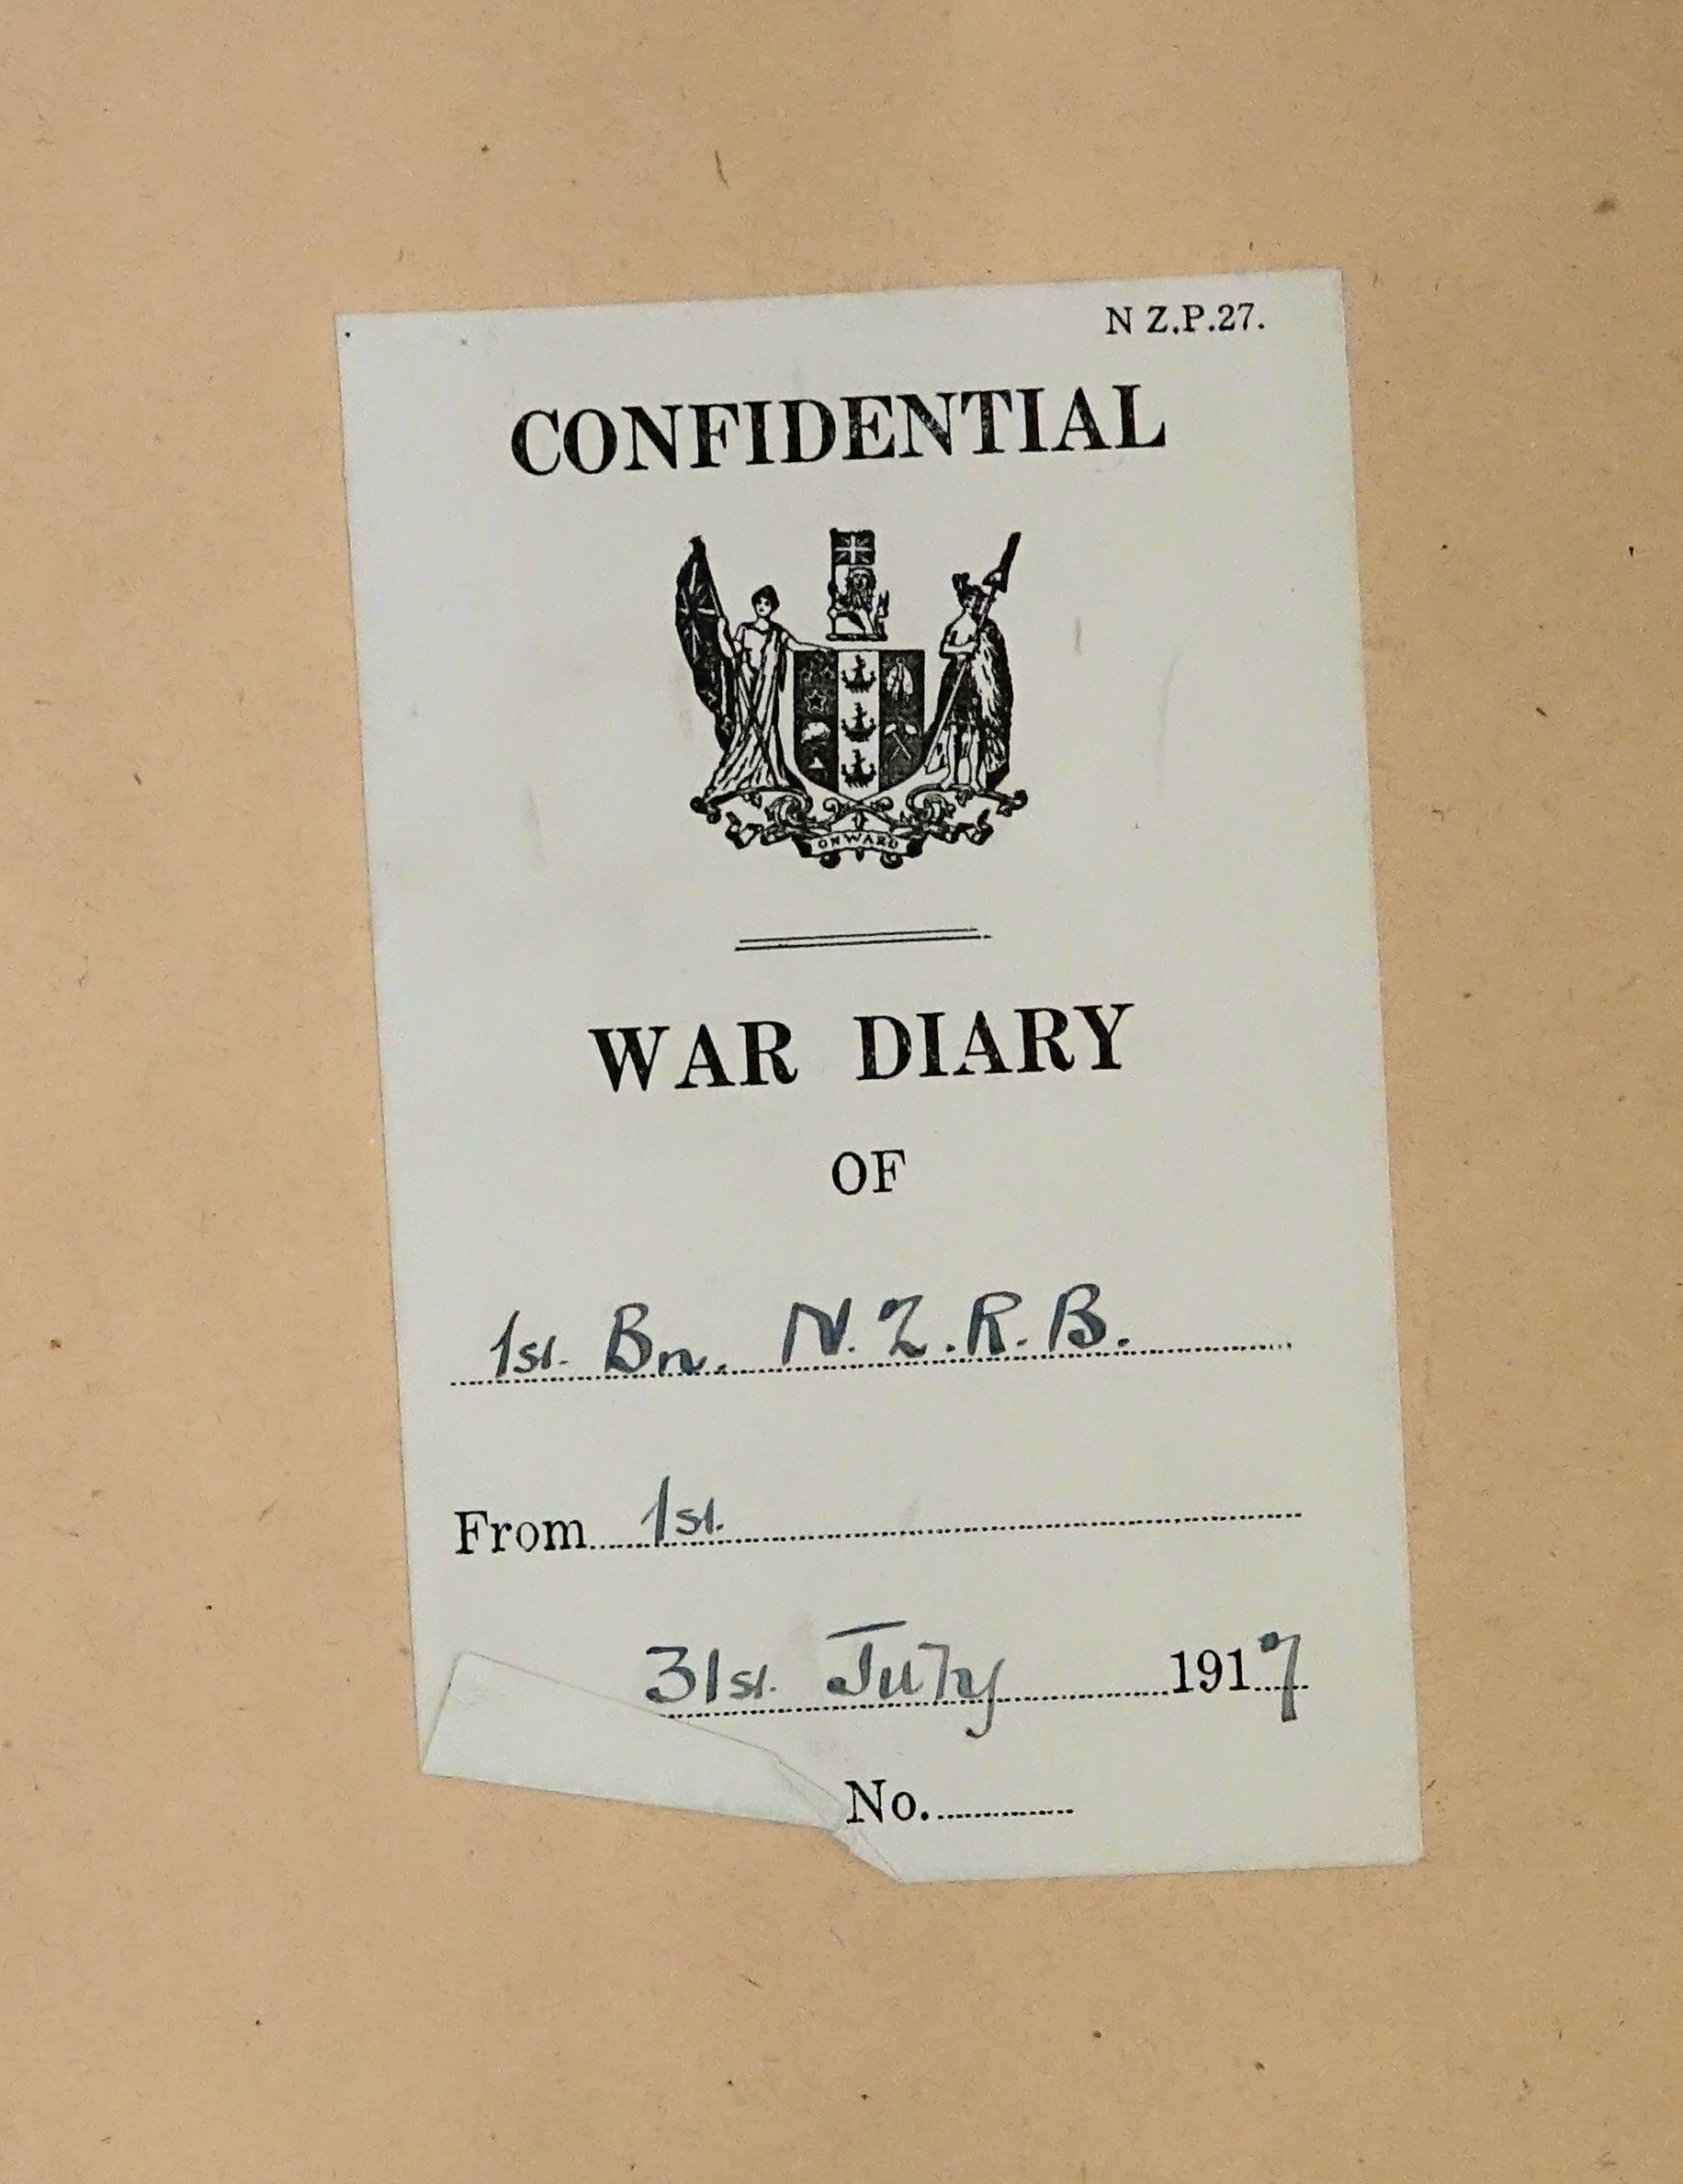 N Z.P.27.
CONFIDENTIAL
ONWARD
WAR DIARY
OF
1st. Bn. N.Z.R.B.
From 1st.
31st. July 1917
No.